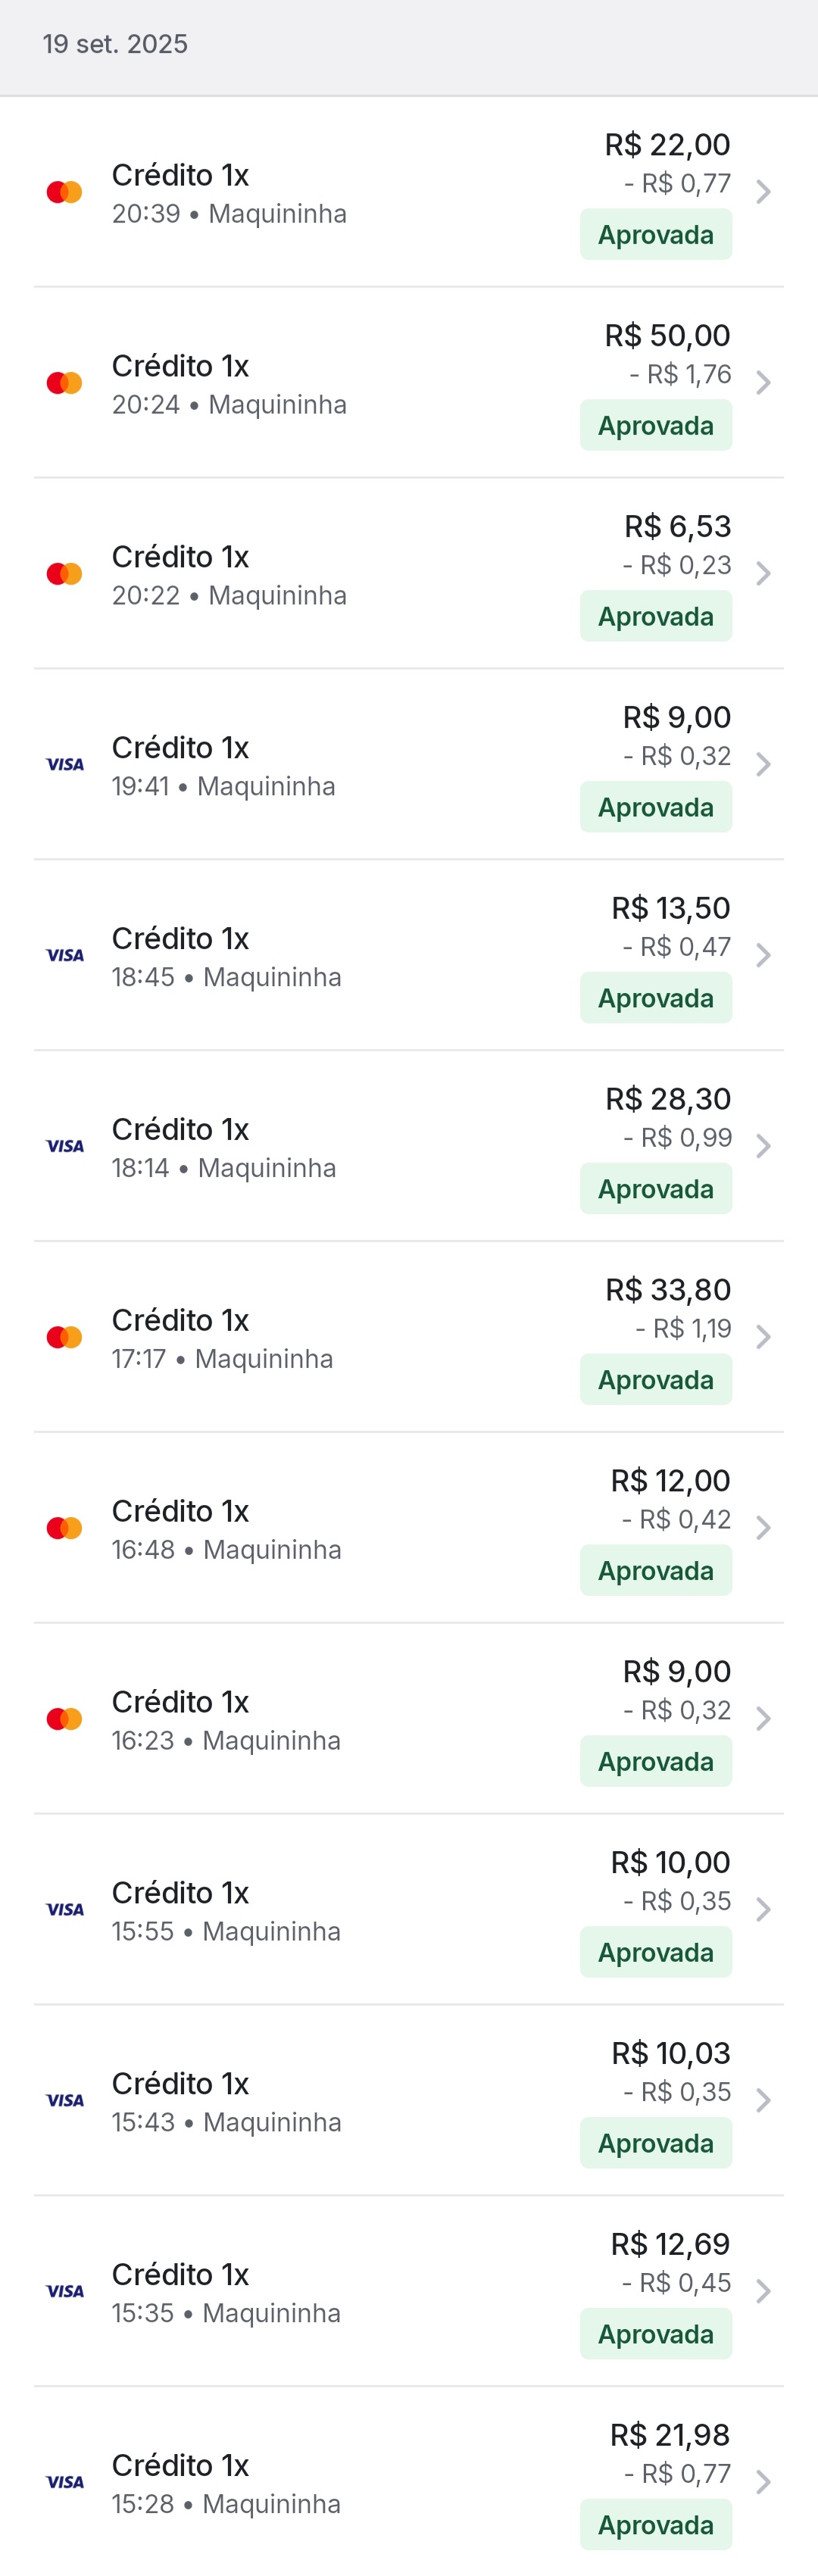 19 set. 2025
R$ 22,00
Crédito 1x
- R$ 0,77
20:39 • Maquininha
Aprovada
R$ 50,00
Crédito 1x
- R$ 1,76
20:24 • Maquininha
Aprovada
R$ 6,53
Crédito 1x
- R$ 0,23
20:22 • Maquininha
Aprovada
R$ 9,00
Crédito 1x
- R$ 0,32
VISA
19:41 • Maquininha
Aprovada
R$ 13,50
Crédito 1x
- R$ 0,47
VISA
18:45 • Maquininha
Aprovada
R$ 28,30
Crédito 1x
- R$ 0,99
VISA
18:14 • Maquininha
Aprovada
R$ 33,80
Crédito 1x
- R$ 1,19
17:17 • Maquininha
Aprovada
R$ 12,00
Crédito 1x
- R$ 0,42
16:48 • Maquininha
Aprovada
R$ 9,00
Crédito 1x
- R$ 0,32
16:23 • Maquininha
Aprovada
R$ 10,00
Crédito 1x
- R$ 0,35
VISA
15:55 • Maquininha
Aprovada
R$ 10,03
Crédito 1x
- R$ 0,35
VISA
15:43 • Maquininha
Aprovada
R$ 12,69
Crédito 1x
- R$ 0,45
VISA
15:35 • Maquininha
Aprovada
R$ 21,98
Crédito 1x
- R$ 0,77
VISA
15:28 • Maquininha
Aprovada